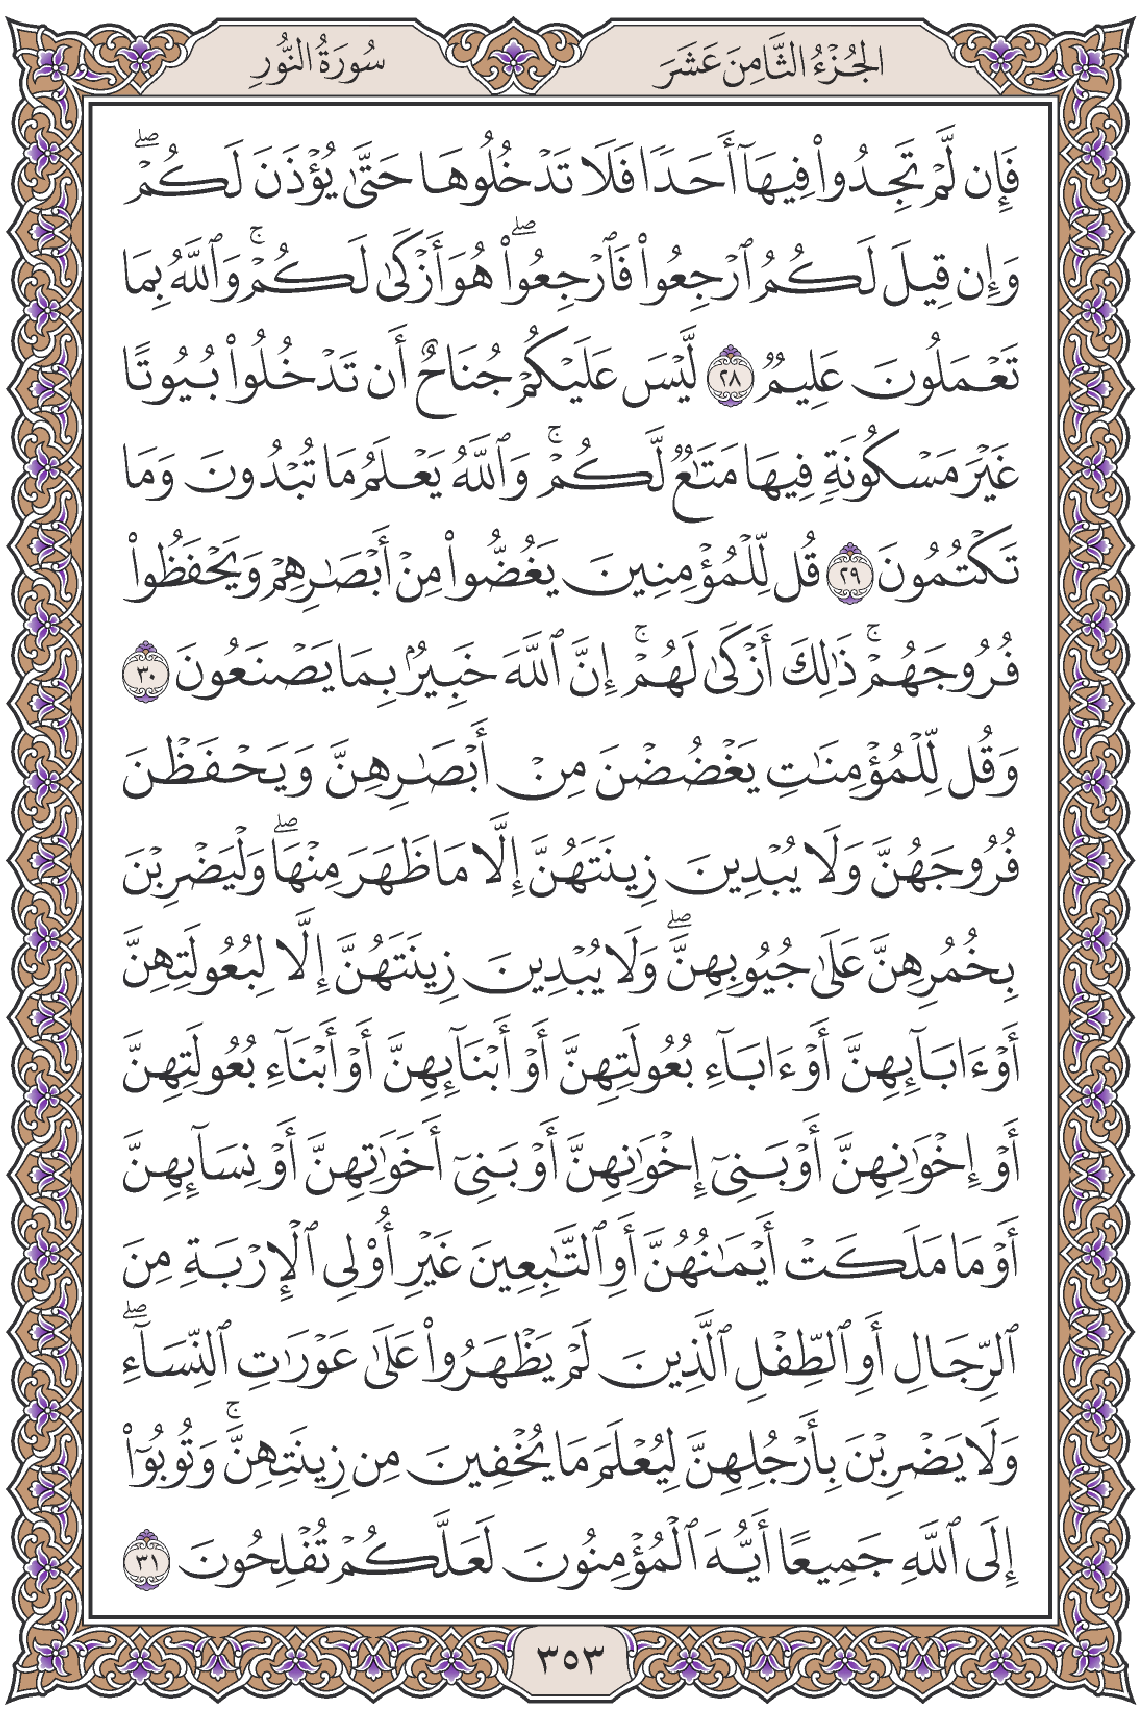 الجُزْءُ الثَّامِنَ عَشَرَ
سُورَةُ النُّورِ
فَإِن لَّمْ تَجِدُوا۟ فِيهَآ أَحَدًا فَلَا تَدْخُلُوهَا حَتَّىٰ يُؤْذَنَ لَكُمْ ۖ
وَإِن قِيلَ لَكُمُ ٱرْجِعُوا۟ فَٱرْجِعُوا۟ ۖ هُوَ أَزْكَىٰ لَكُمْ ۚ وَٱللَّهُ بِمَا
تَعْمَلُونَ عَلِيمٌ ٢٨ لَّيْسَ عَلَيْكُمْ جُنَاحٌ أَن تَدْخُلُوا۟ بُيُوتًا
غَيْرَ مَسْكُونَةٍ فِيهَا مَتَـٰعٌ لَّكُمْ ۚ وَٱللَّهُ يَعْلَمُ مَا تُبْدُونَ وَمَا
تَكْتُمُونَ ٢٩ قُل لِّلْمُؤْمِنِينَ يَغُضُّوا۟ مِنْ أَبْصَـٰرِهِمْ وَيَحْفَظُوا۟
فُرُوجَهُمْ ۚ ذَٰلِكَ أَزْكَىٰ لَهُمْ ۚ إِنَّ ٱللَّهَ خَبِيرٌۢ بِمَا يَصْنَعُونَ ٣٠
وَقُل لِّلْمُؤْمِنَـٰتِ يَغْضُضْنَ مِنْ أَبْصَـٰرِهِنَّ وَيَحْفَظْنَ
فُرُوجَهُنَّ وَلَا يُبْدِينَ زِينَتَهُنَّ إِلَّا مَا ظَهَرَ مِنْهَا ۖ وَلْيَضْرِبْنَ
بِخُمُرِهِنَّ عَلَىٰ جُيُوبِهِنَّ ۖ وَلَا يُبْدِينَ زِينَتَهُنَّ إِلَّا لِبُعُولَتِهِنَّ
أَوْ ءَابَآئِهِنَّ أَوْ ءَابَآءِ بُعُولَتِهِنَّ أَوْ أَبْنَآئِهِنَّ أَوْ أَبْنَآءِ بُعُولَتِهِنَّ
أَوْ إِخْوَٰنِهِنَّ أَوْ بَنِىٓ إِخْوَٰنِهِنَّ أَوْ بَنِىٓ أَخَوَٰتِهِنَّ أَوْ نِسَآئِهِنَّ
أَوْ مَا مَلَكَتْ أَيْمَـٰنُهُنَّ أَوِ ٱلتَّـٰبِعِينَ غَيْرِ أُو۟لِى ٱلْإِرْبَةِ مِنَ
ٱلرِّجَالِ أَوِ ٱلطِّفْلِ ٱلَّذِينَ لَمْ يَظْهَرُوا۟ عَلَىٰ عَوْرَٰتِ ٱلنِّسَآءِ ۖ
وَلَا يَضْرِبْنَ بِأَرْجُلِهِنَّ لِيُعْلَمَ مَا يُخْفِينَ مِن زِينَتِهِنَّ ۚ وَتُوبُوٓا۟
إِلَى ٱللَّهِ جَمِيعًا أَيُّهَ ٱلْمُؤْمِنُونَ لَعَلَّكُمْ تُفْلِحُونَ ٣١
٣٥٣